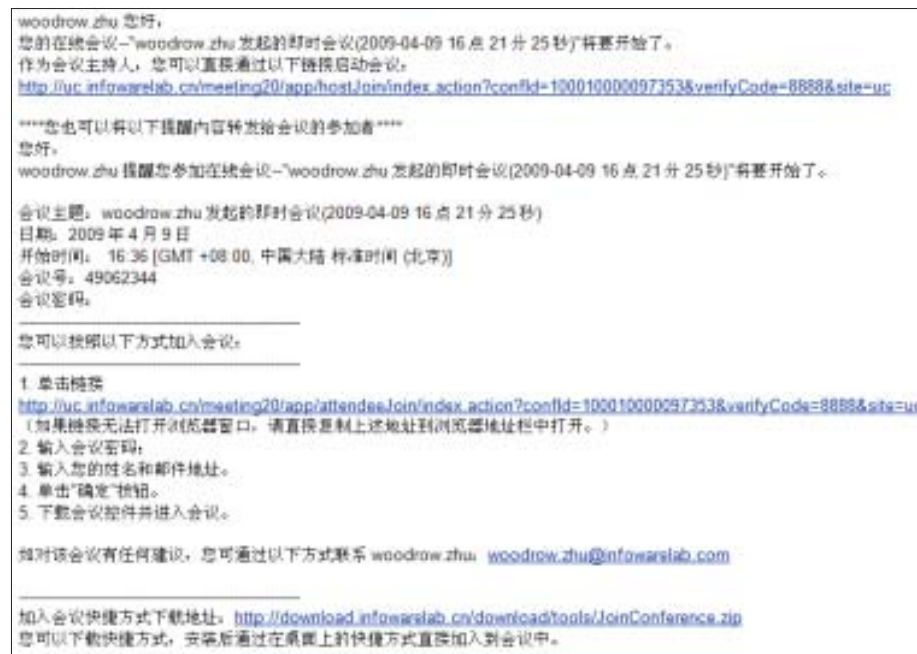 woodrow.zhu 您好，
您的在线会议--"woodrow.zhu 发起的即时会议(2009-04-09 16 点 21 分 25 秒)"将要开始了。
作为会议主持人，您可以直接通过以下链接启动会议：
http://uc.infowarelab.cn/meeting20/app/hostJoin/index.action?confId=100010000097353&verifyCode=8888&site=uc
****您也可以将以下提醒内容转发给会议的参加者****
您好，
woodrow.zhu 提醒您参加在线会议--"woodrow.zhu 发起的即时会议(2009-04-09 16 点 21 分 25 秒)"将要开始了。
会议主题：woodrow.zhu 发起的即时会议(2009-04-09 16 点 21 分 25 秒)
日期：2009 年 4 月 9 日
开始时间： 16:36 [GMT +08:00, 中国大陆 标准时间 (北京)]
会议号：49062344
会议密码：
您可以按照以下方式加入会议：
1. 单击链接
http://uc.infowarelab.cn/meeting20/app/attendeeJoin/index.action?confId=100010000097353&verifyCode=8888&site=uc
（如果链接无法打开浏览器窗口，请直接复制上述地址到浏览器地址栏中打开。）
2. 输入会议密码；
3. 输入您的姓名和邮件地址。
4. 单击"确定"按钮。
5. 下载会议控件并进入会议。
如对该会议有任何建议，您可通过以下方式联系 woodrow.zhu：woodrow.zhu@infowarelab.com
加入会议快捷方式下载地址：http://download.infowarelab.cn/download/tools/JoinConference.zip
您可以下载快捷方式，安装后通过在桌面上的快捷方式直接加入到会议中。